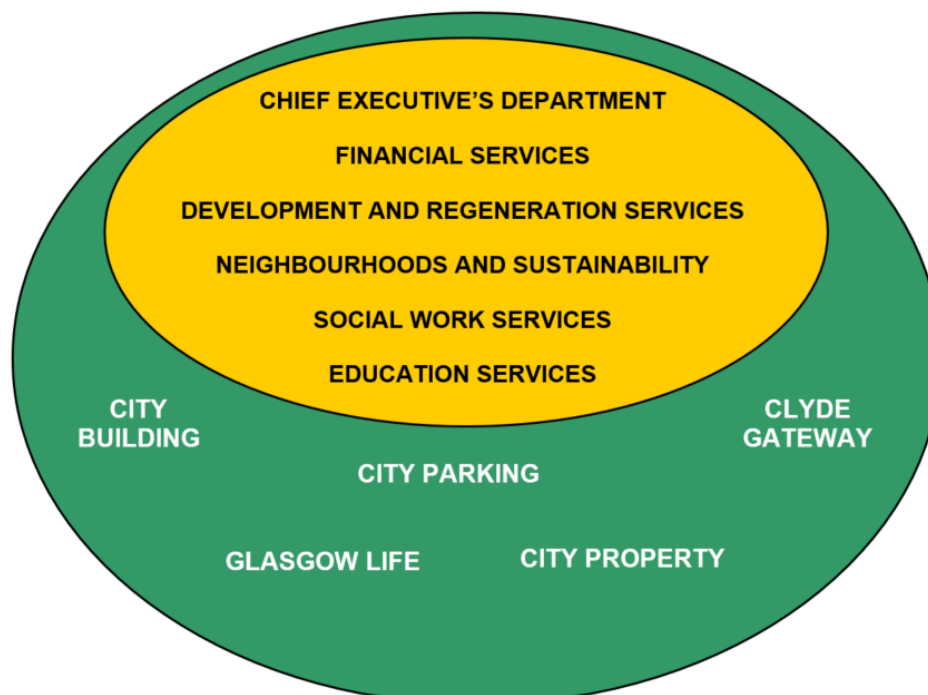 CHIEF EXECUTIVE’S DEPARTMENT
FINANCIAL SERVICES
DEVELOPMENT AND REGENERATION SERVICES
NEIGHBOURHOODS AND SUSTAINABILITY
SOCIAL WORK SERVICES
EDUCATION SERVICES
CITY
BUILDING
CLYDE
GATEWAY
CITY PARKING
GLASGOW LIFE
CITY PROPERTY